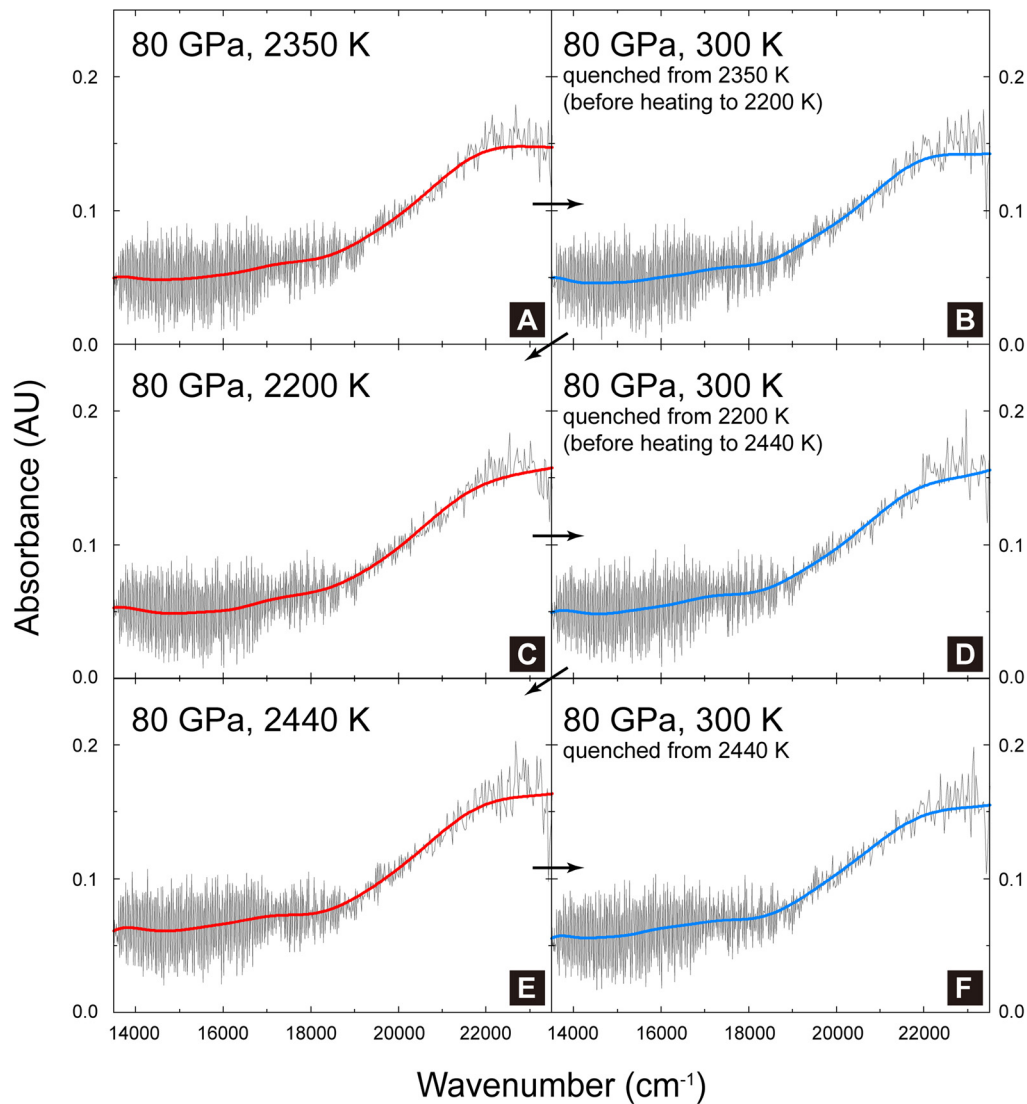 80 GPa, 2350 K
80 GPa, 300 K
quenched from 2350 K
(before heating to 2200 K)
0.2
0.2
0.1
0.1
A
B
0.0
0.0
80 GPa, 2200 K
80 GPa, 300 K
quenched from 2200 K
(before heating to 2440 K)
0.2
0.2
Absorbance (AU)
0.1
0.1
C
D
0.0
0.0
80 GPa, 2440 K
80 GPa, 300 K
quenched from 2440 K
0.2
0.2
0.1
0.1
E
F
0.0
0.0
14000 16000 18000 20000 22000 14000 16000 18000 20000 22000
Wavenumber (cm⁻¹)